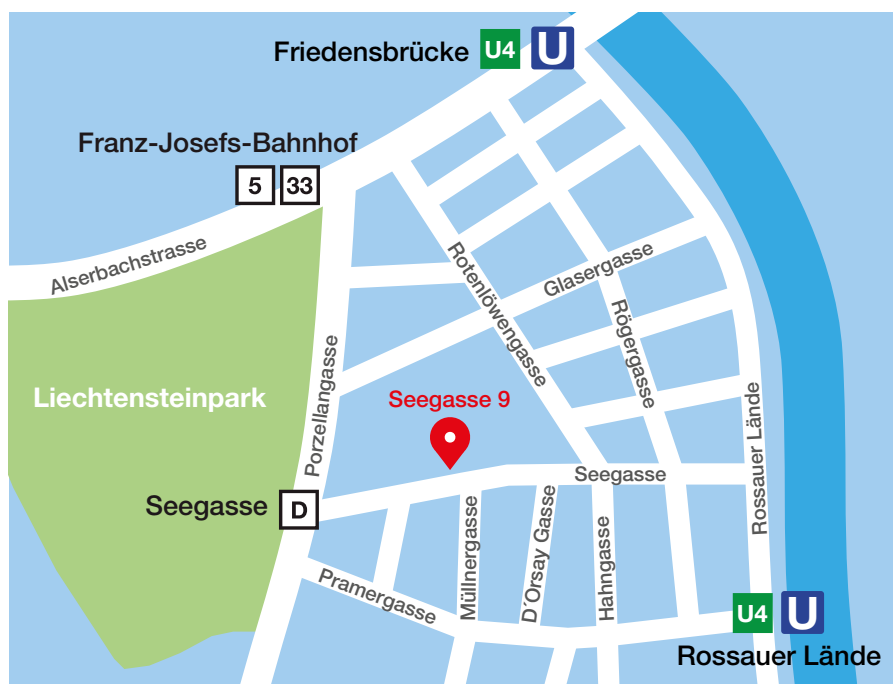 Friedensbrücke U4 U
Franz-Josefs-Bahnhof
5 33
Alserbachstrasse
Rotenlöwengasse
Glasergasse
Rögergasse
Porzellangasse
Liechtensteinpark
Seegasse 9
Rossauer Lände
Seegasse
Seegasse D
Müllnergasse
D´Orsay Gasse
Hahngasse
Pramergasse
U4 U
Rossauer Lände